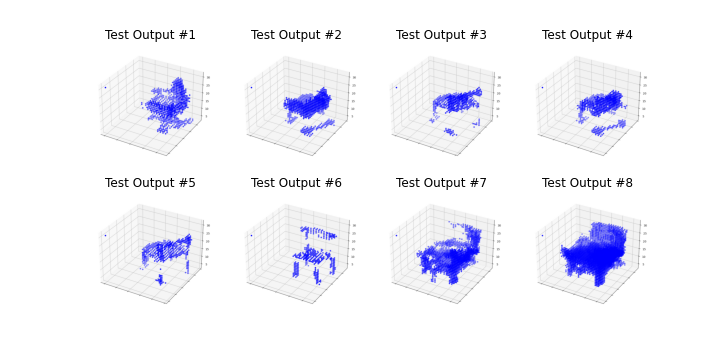 Test Output #1
Test Output #2
Test Output #3
Test Output #4
Test Output #5
Test Output #6
Test Output #7
Test Output #8